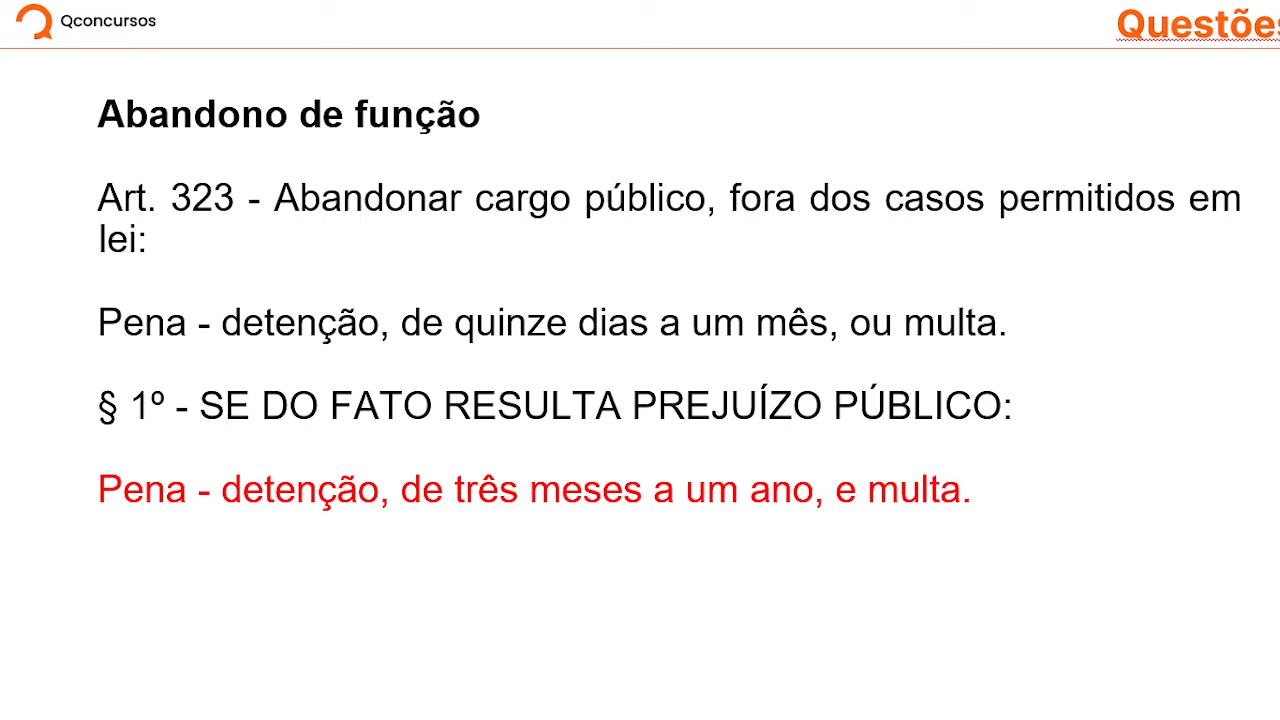 Qconcursos
Questões
Abandono de função
Art. 323 - Abandonar cargo público, fora dos casos permitidos em
lei:
Pena - detenção, de quinze dias a um mês, ou multa.
§ 1º - SE DO FATO RESULTA PREJUÍZO PÚBLICO:
Pena - detenção, de três meses a um ano, e multa.